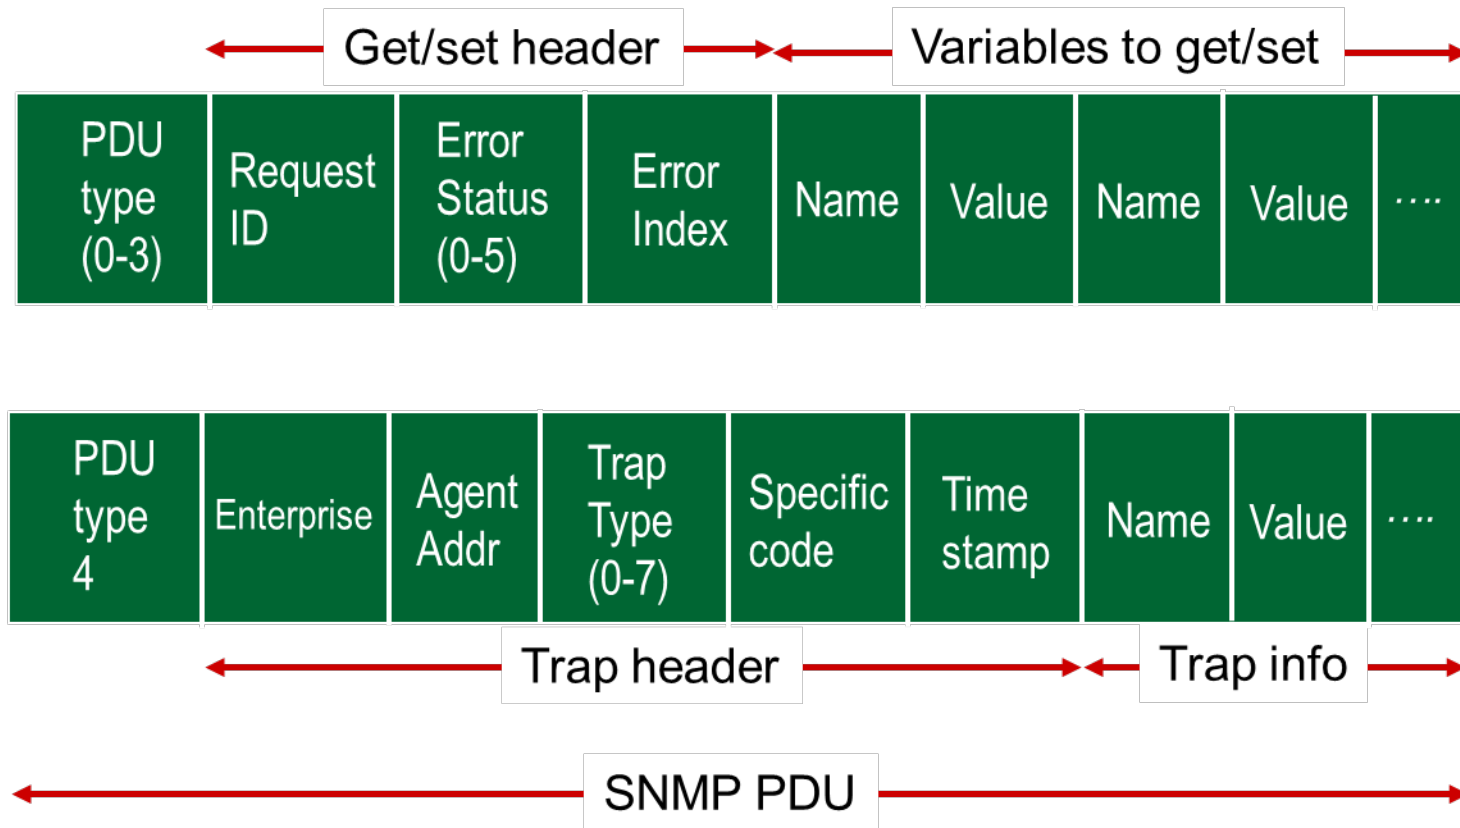 Get/set header
Variables to get/set
PDU
type
(0-3)
Request
ID
Error
Status
(0-5)
Error
Index
Name
Value
Name
Value
....
PDU
type
4
Enterprise
Agent
Addr
Trap
Type
(0-7)
Specific
code
Time
stamp
Name
Value
....
Trap header
Trap info
SNMP PDU